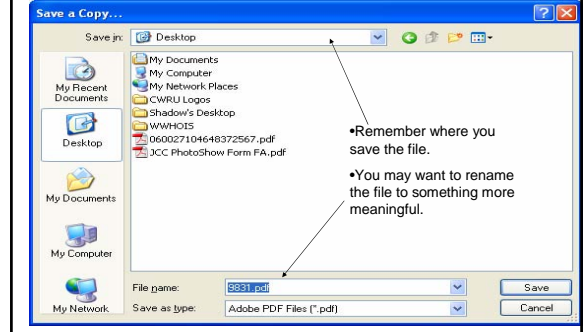 Save a Copy...
Save in:
Desktop
My Recent
Documents
Desktop
My Documents
My Computer
My Network
My Documents
My Computer
My Network Places
CWRU Logos
Shadow's Desktop
WWHOIS
060027104648372567.pdf
JCC PhotoShow Form FA.pdf
•Remember where you
save the file.
•You may want to rename
the file to something more
meaningful.
File name:
9831.pdf
Save
Save as type:
Adobe PDF Files (*.pdf)
Cancel